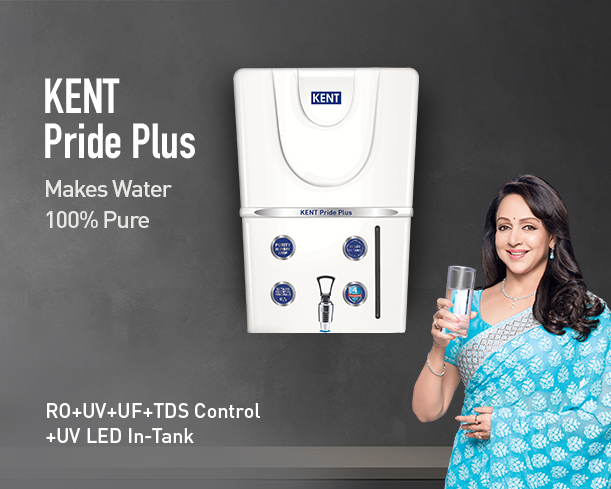 KENT
Pride Plus
Makes Water
100% Pure
KENT
KENT Pride Plus
PURITY
RO+UV+UF+TDS Control
+UV LED In-Tank